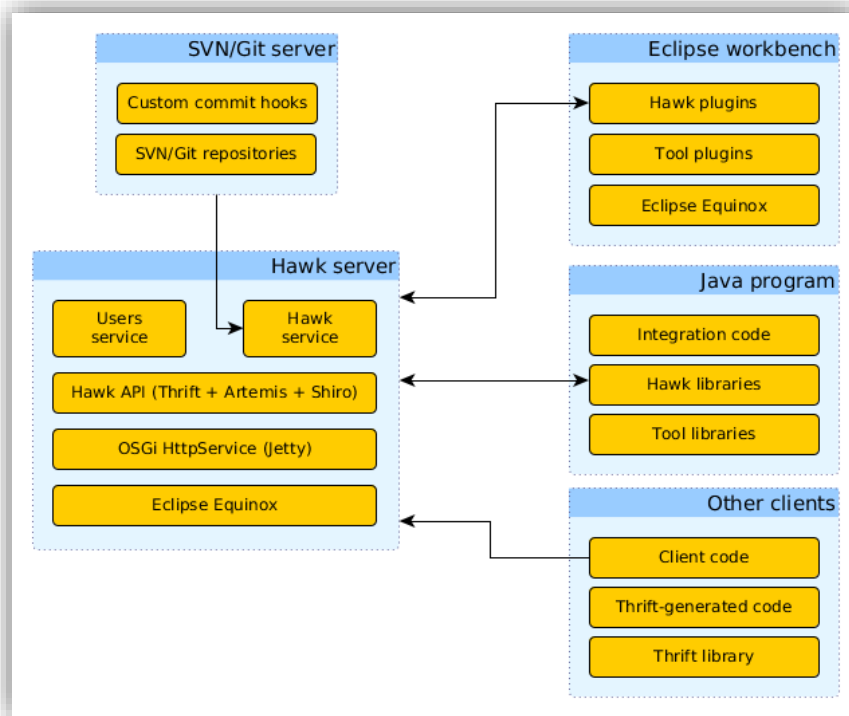 SVN/Git server
Custom commit hooks
SVN/Git repositories
Hawk server
Users
service
Hawk
service
Hawk API (Thrift + Artemis + Shiro)
OSGi HttpService (Jetty)
Eclipse Equinox
Eclipse workbench
Hawk plugins
Tool plugins
Eclipse Equinox
Java program
Integration code
Hawk libraries
Tool libraries
Other clients
Client code
Thrift-generated code
Thrift library